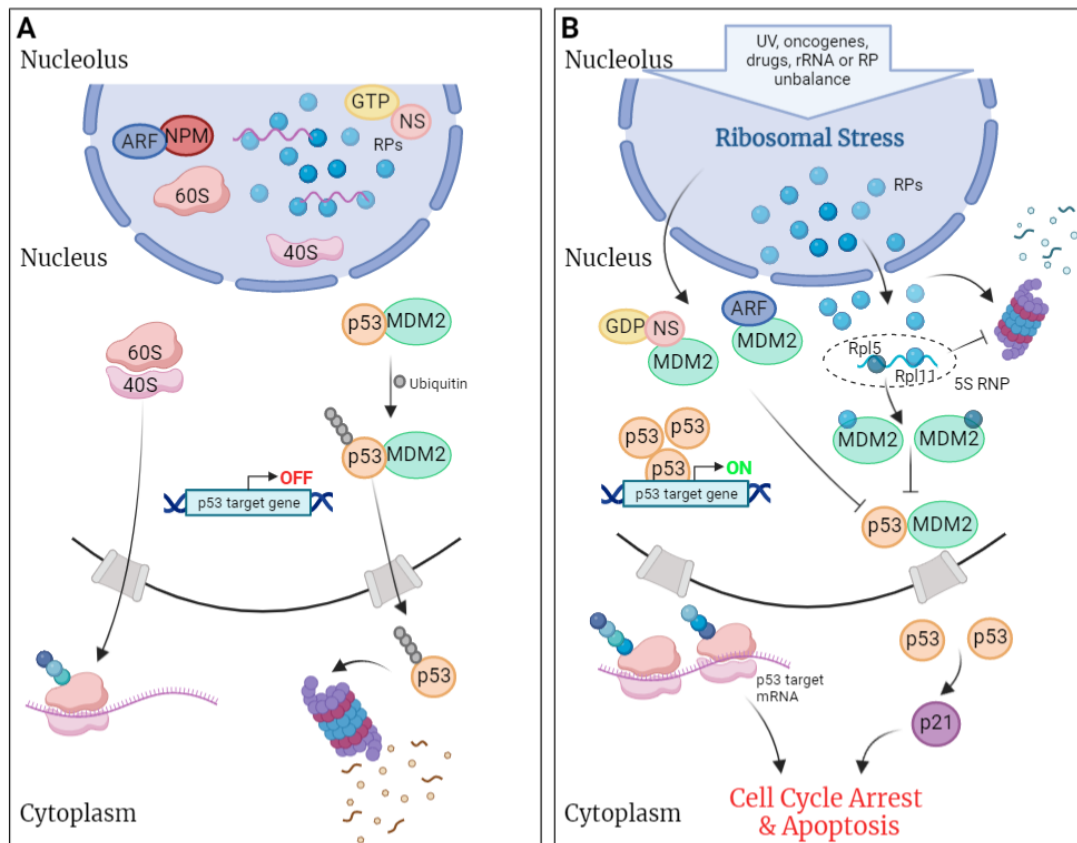 A
Nucleolus
GTP
NS
ARF
NPM
RPs
60S
40S
Nucleus
p53
MDM2
60S
40S
Ubiquitin
p53
MDM2
OFF
p53 target gene
p53
Cytoplasm
B
Nucleolus
UV, oncogenes,
drugs, rRNA or RP
unbalance
Ribosomal Stress
RPs
Nucleus
ARF
GDP
NS
MDM2
MDM2
Rpl5
Rpl11
5S RNP
MDM2
MDM2
p53
p53
p53
ON
p53 target gene
p53
MDM2
p53
p53
p53 target
mRNA
p21
Cell Cycle Arrest
& Apoptosis
Cytoplasm